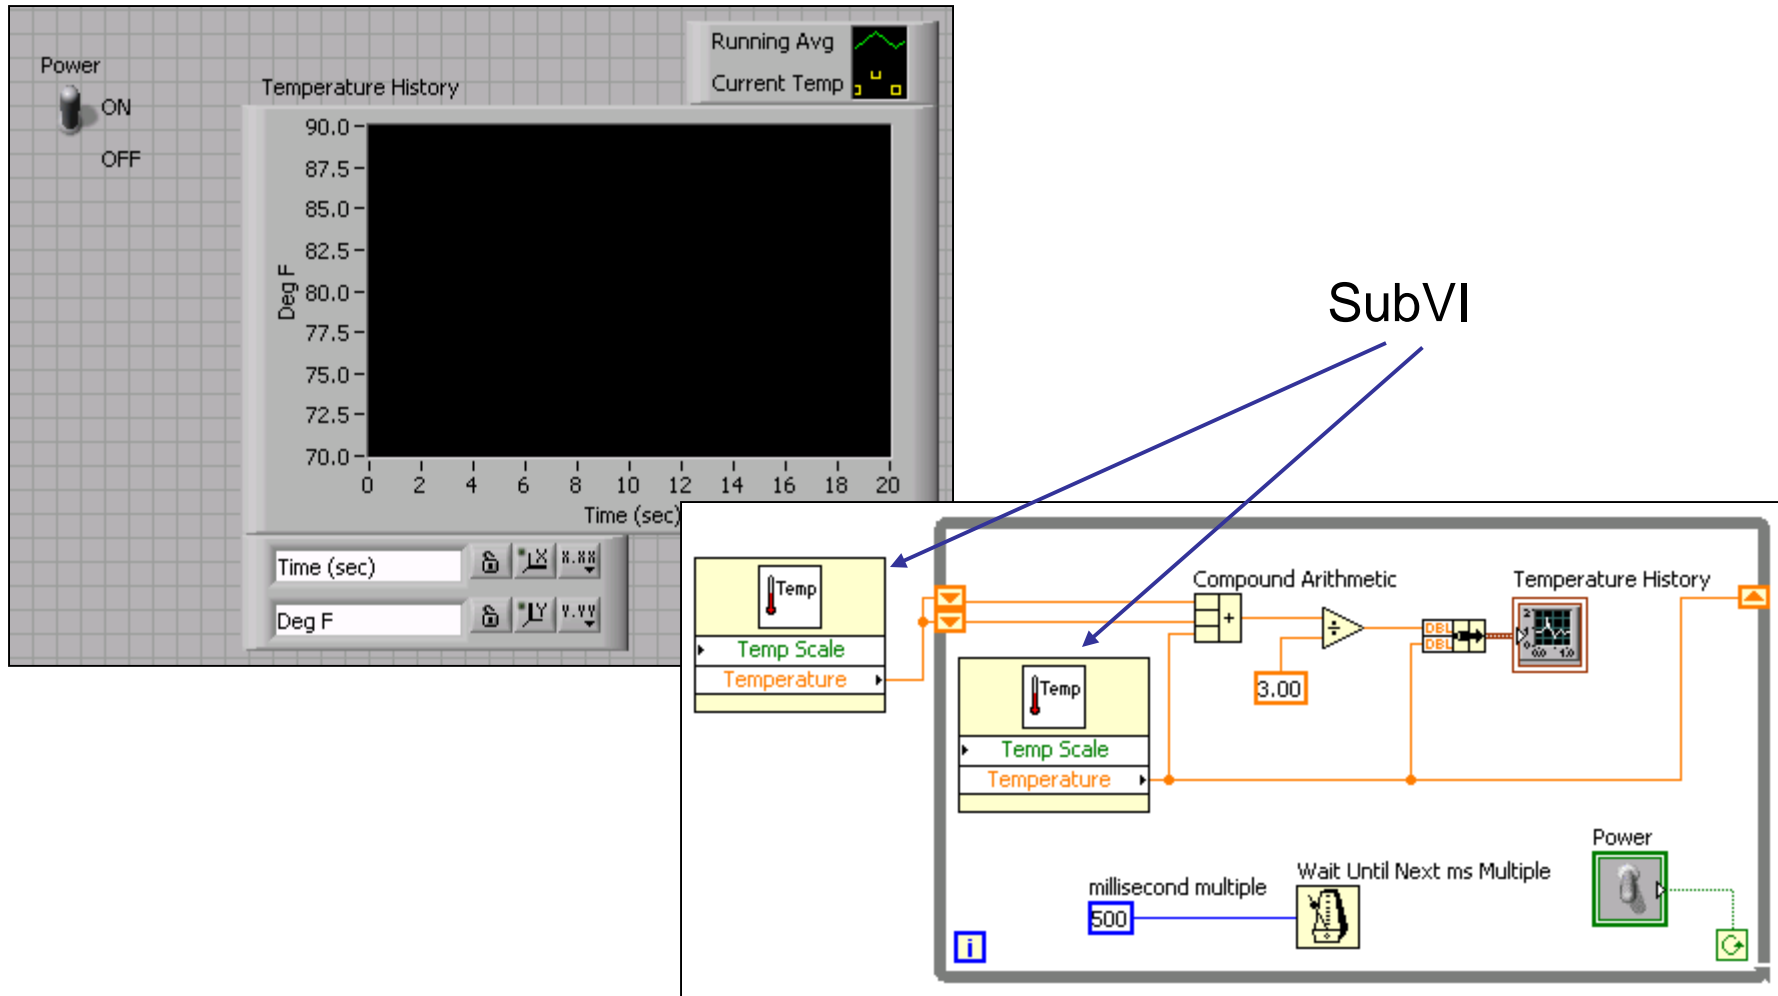 Power
ON
OFF
Temperature History
Running Avg
Current Temp
90.0
87.5
85.0
82.5
80.0
77.5
75.0
72.5
70.0
Deg F
0 2 4 6 8 10 12 14 16 18 20
Time (sec)
Time (sec)
X.XX
Deg F
Y.YY
SubVI
Temp
Temp Scale
Temperature
Temp
Temp Scale
Temperature
Compound Arithmetic
+
÷
3.00
DBL
DBL
Temperature History
millisecond multiple
500
Wait Until Next ms Multiple
Power
i